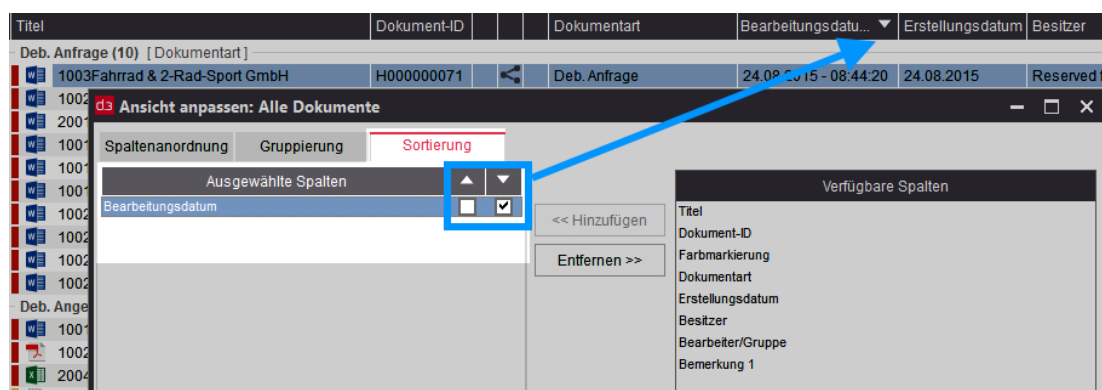 Titel Dokument-ID Dokumentart Bearbeitungsdatu... Erstellungsdatum Besitzer
Deb. Anfrage (10) [Dokumentart]
1003Fahrrad & 2-Rad-Sport GmbH H000000071 Deb. Anfrage 24.08.2015 - 08:44:20 24.08.2015 Reserved
1002
d3 Ansicht anpassen: Alle Dokumente
2001
1001
Spaltenanordnung Gruppierung Sortierung
1001
1001
Ausgewählte Spalten Verfügbare Spalten
1002
Bearbeitungsdatum
<< Hinzufügen
Titel
1002
Dokument-ID
1002
Entfernen >>
Farbmarkierung
1002
Dokumentart
Deb. Ange
Erstellungsdatum
1001
Besitzer
1002
Bearbeiter/Gruppe
2004
Bemerkung 1